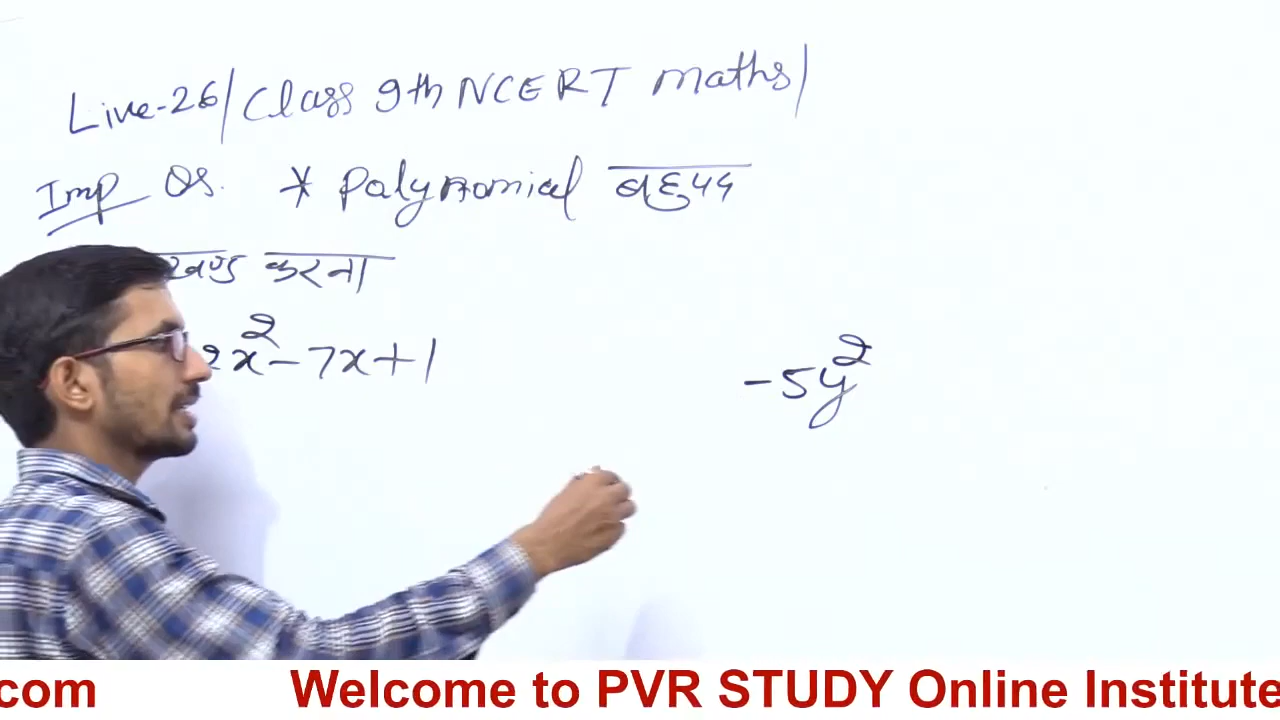 Live-26/Class 9th NCERT maths/
Imp Qs. * Polynomial बहुपद
खण्ड करना
2x²-7x+1
-5y²
.com Welcome to PVR STUDY Online Institute